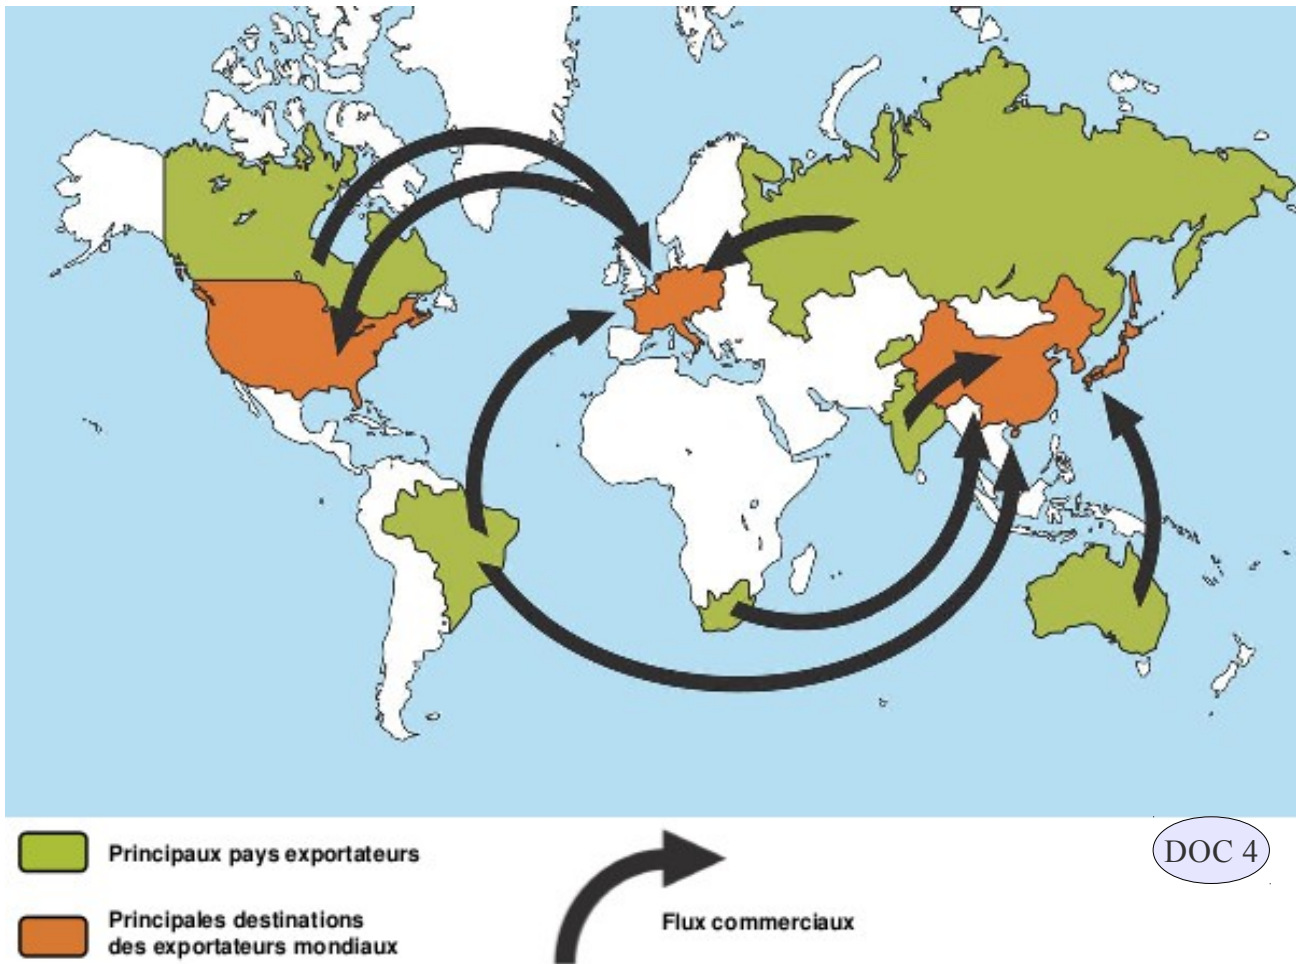 DOC 4
Principaux pays exportateurs
Principales destinations
des exportateurs mondiaux
Flux commerciaux